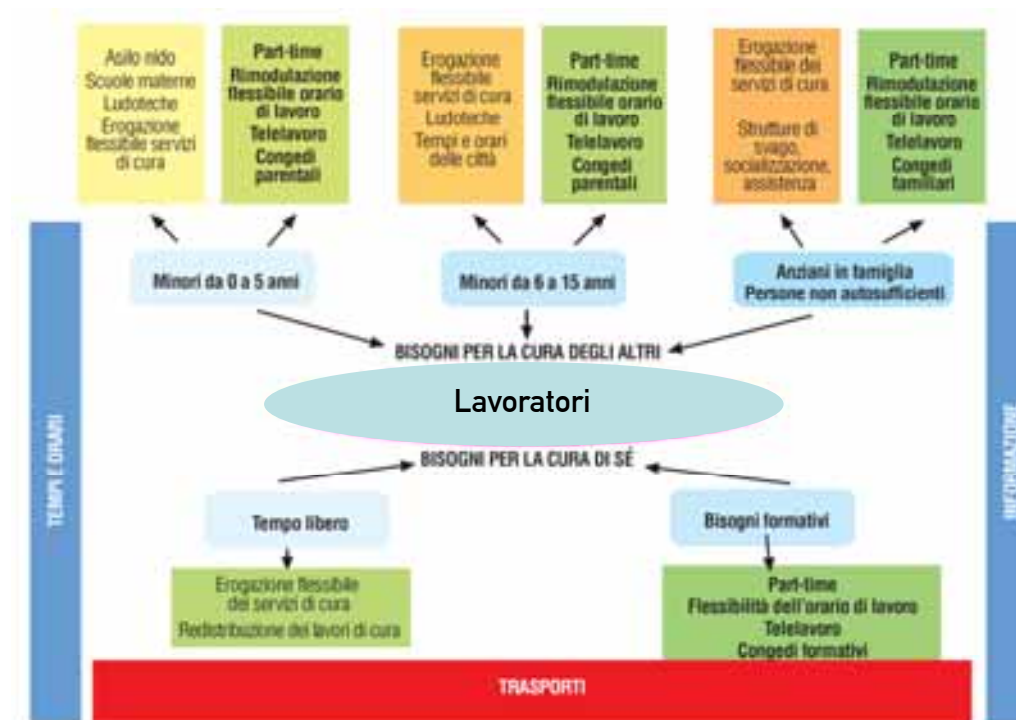 Asilo nido
Scuole materne
Ludoteche
Erogazione
flessibile servizi
di cura
Part-time
Rimodulazione
flessibile orario
di lavoro
Telelavoro
Congedi
parentali
Erogazione
flessibile
servizi di cura
Ludoteche
Tempi e orari
delle città
Part-time
Rimodulazione
flessibile orario
di lavoro
Telelavoro
Congedi
parentali
Erogazione
flessibile dei
servizi di cura
Strutture di
svago,
socializzazione,
assistenza
Part-time
Rimodulazione
flessibile orario
di lavoro
Telelavoro
Congedi
familiari
Minori da 0 a 5 anni
Minori da 6 a 15 anni
Anziani in famiglia
Persone non autosufficienti
BISOGNI PER LA CURA DEGLI ALTRI
Lavoratori
BISOGNI PER LA CURA DI SÉ
TEMPI E ORARI
INFORMAZIONE
Tempo libero
Bisogni formativi
Erogazione flessibile
dei servizi di cura
Redistribuzione dei lavori di cura
Part-time
Flessibilità dell'orario di lavoro
Telelavoro
Congedi formativi
TRASPORTI